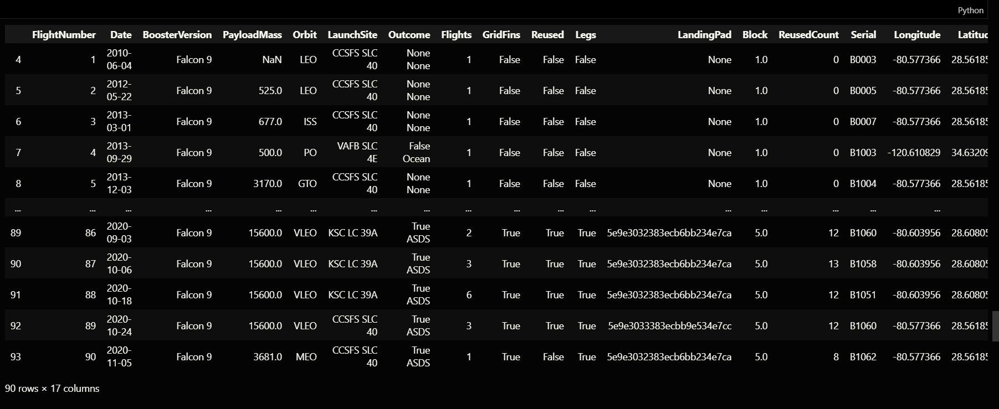 Python
FlightNumber Date BoosterVersion PayloadMass Orbit LaunchSite Outcome Flights GridFins Reused Legs LandingPad Block ReusedCount Serial Longitude Latitud
4 1 2010-06-04 Falcon 9 NaN LEO CCSFS SLC 40 None None 1 False False False None 1.0 0 B0003 -80.577366 28.56185
5 2 2012-05-22 Falcon 9 525.0 LEO CCSFS SLC 40 None None 1 False False False None 1.0 0 B0005 -80.577366 28.56185
6 3 2013-03-01 Falcon 9 677.0 ISS CCSFS SLC 40 None None 1 False False False None 1.0 0 B0007 -80.577366 28.56185
7 4 2013-09-29 Falcon 9 500.0 PO VAFB SLC 4E False Ocean 1 False False False None 1.0 0 B1003 -120.610829 34.63209
8 5 2013-12-03 Falcon 9 3170.0 GTO CCSFS SLC 40 None None 1 False False False None 1.0 0 B1004 -80.577366 28.56185
... ... ... ... ... ... ... ... ... ... ... ... ... ... ... ... ...
89 86 2020-09-03 Falcon 9 15600.0 VLEO KSC LC 39A True ASDS 2 True True True 5e9e3032383ecb6bb234e7ca 5.0 12 B1060 -80.603956 28.60805
90 87 2020-10-06 Falcon 9 15600.0 VLEO KSC LC 39A True ASDS 3 True True True 5e9e3032383ecb6bb234e7ca 5.0 13 B1058 -80.603956 28.60805
91 88 2020-10-18 Falcon 9 15600.0 VLEO KSC LC 39A True ASDS 6 True True True 5e9e3032383ecb6bb234e7ca 5.0 12 B1051 -80.603956 28.60805
92 89 2020-10-24 Falcon 9 15600.0 VLEO CCSFS SLC 40 True ASDS 3 True True True 5e9e3033383ecbb9e534e7cc 5.0 12 B1060 -80.577366 28.56185
93 90 2020-11-05 Falcon 9 3681.0 MEO CCSFS SLC 40 True ASDS 1 True False True 5e9e3032383ecb6bb234e7ca 5.0 8 B1062 -80.577366 28.56185
90 rows × 17 columns